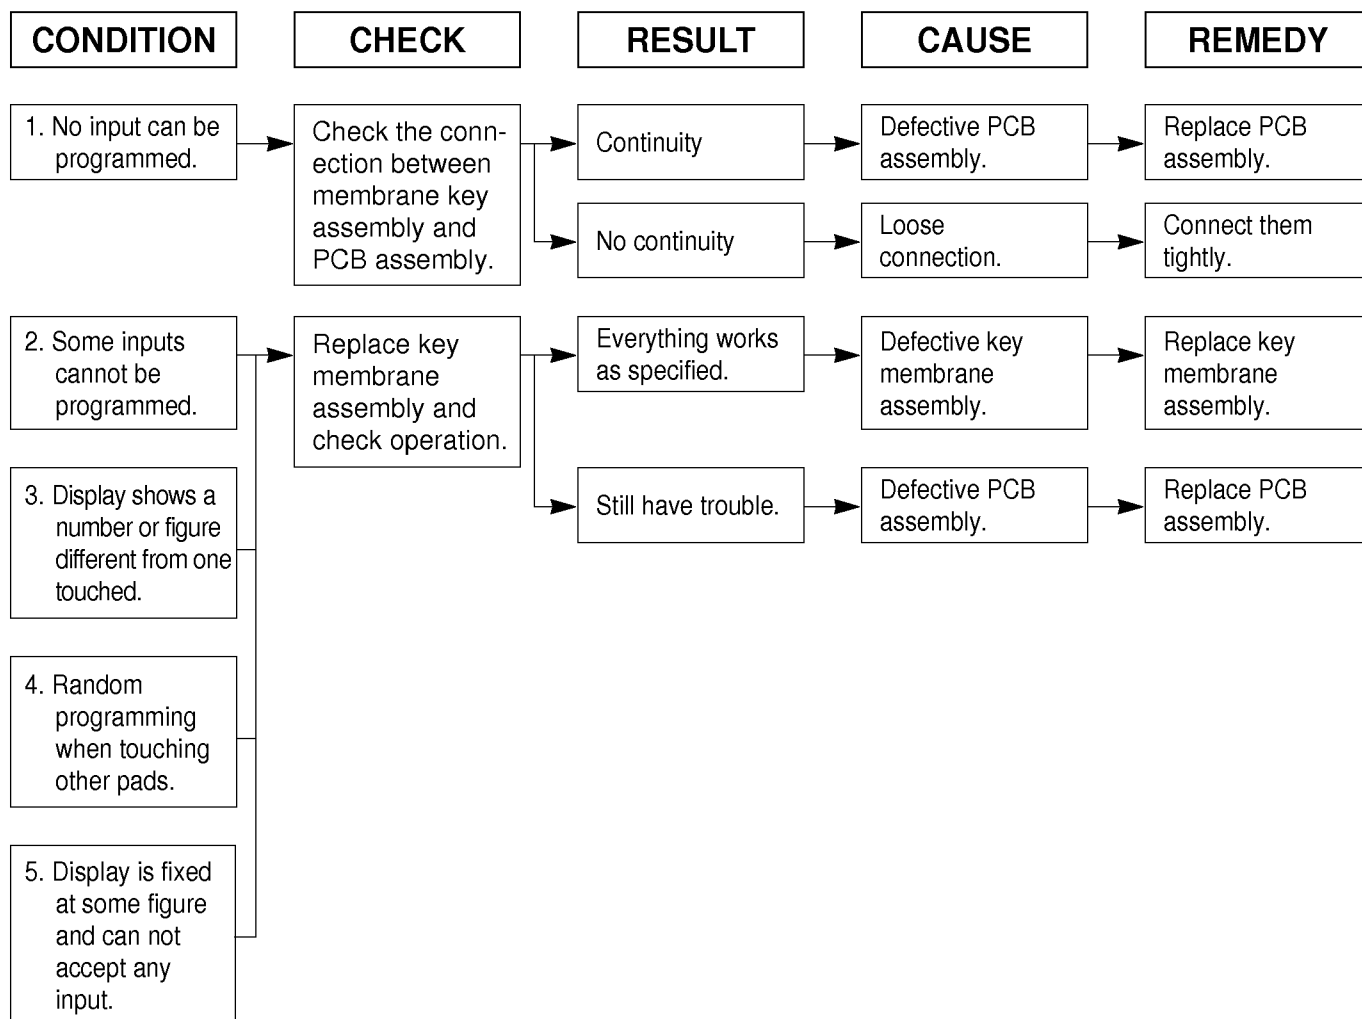 CONDITION
CHECK
RESULT
CAUSE
REMEDY
1. No input can be
programmed.
Check the conn-
ection between
membrane key
assembly and
PCB assembly.
Continuity
Defective PCB
assembly.
Replace PCB
assembly.
No continuity
Loose
connection.
Connect them
tightly.
2. Some inputs
cannot be
programmed.
Replace key
membrane
assembly and
check operation.
Everything works
as specified.
Defective key
membrane
assembly.
Replace key
membrane
assembly.
Still have trouble.
Defective PCB
assembly.
Replace PCB
assembly.
3. Display shows a
number or figure
different from one
touched.
4. Random
programming
when touching
other pads.
5. Display is fixed
at some figure
and can not
accept any
input.